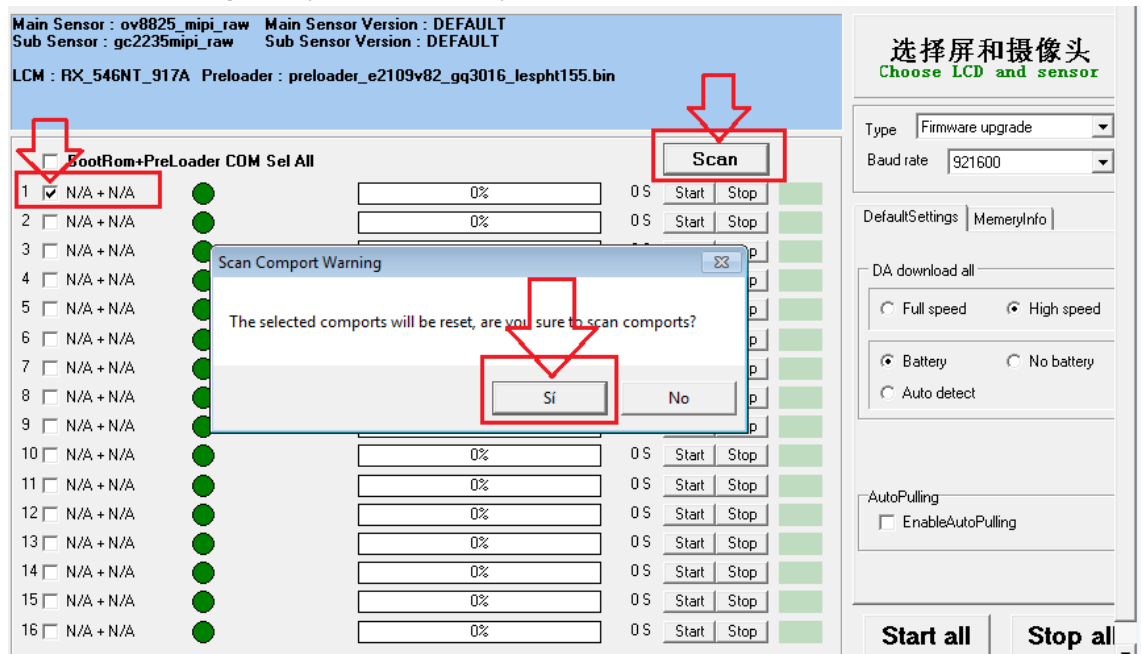 Main Sensor : ov8825_mipi_raw Main Sensor Version : DEFAULT
Sub Sensor : gc2235mipi_raw Sub Sensor Version : DEFAULT
LCM : RX_546NT_917A Preloader : preloader_e2109v82_gq3016_lespht155.bin
BootRom+PreLoader COM Sel All
Scan
1 N/A + N/A 0% 0 S Start Stop
2 N/A + N/A 0% 0 S Start Stop
3 N/A + N/A
4 N/A + N/A
5 N/A + N/A
6 N/A + N/A
7 N/A + N/A
8 N/A + N/A
9 N/A + N/A
Scan Comport Warning
The selected comports will be reset, are you sure to scan comports?
Sí No
10 N/A + N/A 0% 0 S Start Stop
11 N/A + N/A 0% 0 S Start Stop
12 N/A + N/A 0% 0 S Start Stop
13 N/A + N/A 0% 0 S Start Stop
14 N/A + N/A 0% 0 S Start Stop
15 N/A + N/A 0% 0 S Start Stop
16 N/A + N/A 0% 0 S Start Stop
选择屏和摄像头
Choose LCD and sensor
Type Firmware upgrade
Baud rate 921600
DefaultSettings MemeryInfo
DA download all
Full speed High speed
Battery No battery
Auto detect
AutoPulling
EnableAutoPulling
Start all Stop all